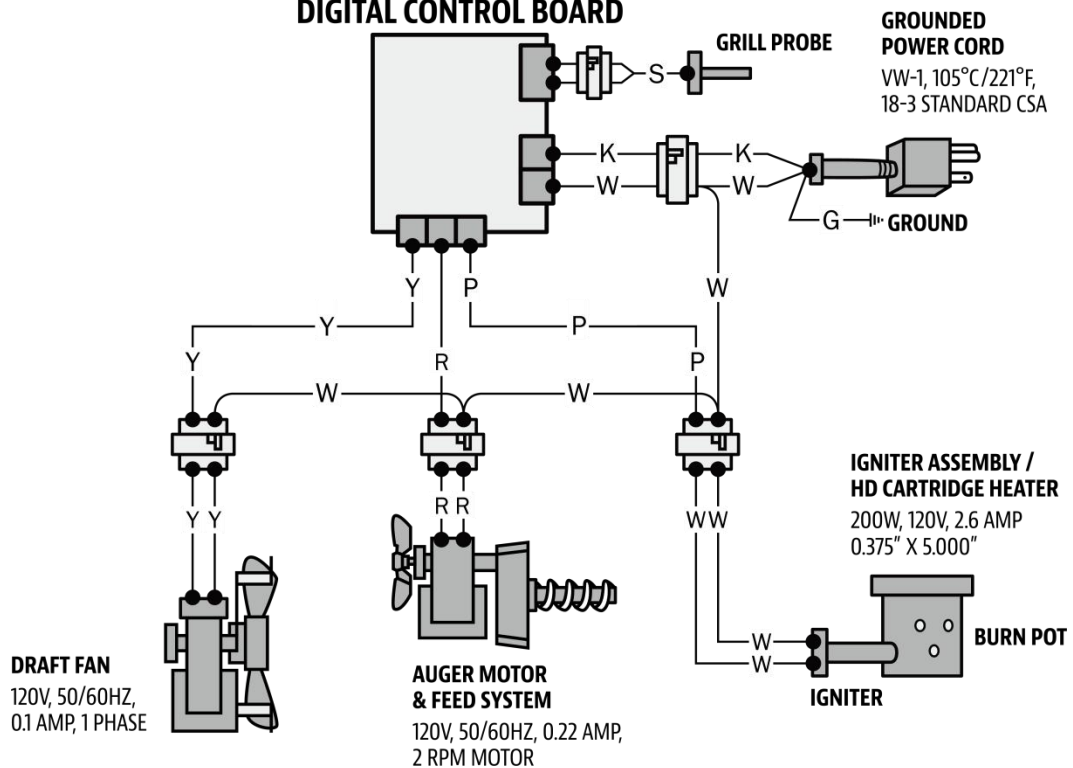 DIGITAL CONTROL BOARD
GRILL PROBE
GROUNDED
POWER CORD
VW-1, 105°C/221°F,
18-3 STANDARD CSA
S
K
K
W
W
G
GROUND
Y
P
W
Y
P
Y
R
P
W
W
Y
Y
R
R
W
W
IGNITER ASSEMBLY /
HD CARTRIDGE HEATER
200W, 120V, 2.6 AMP
0.375" X 5.000"
W
W
BURN POT
IGNITER
DRAFT FAN
120V, 50/60HZ,
0.1 AMP, 1 PHASE
AUGER MOTOR
& FEED SYSTEM
120V, 50/60HZ, 0.22 AMP,
2 RPM MOTOR